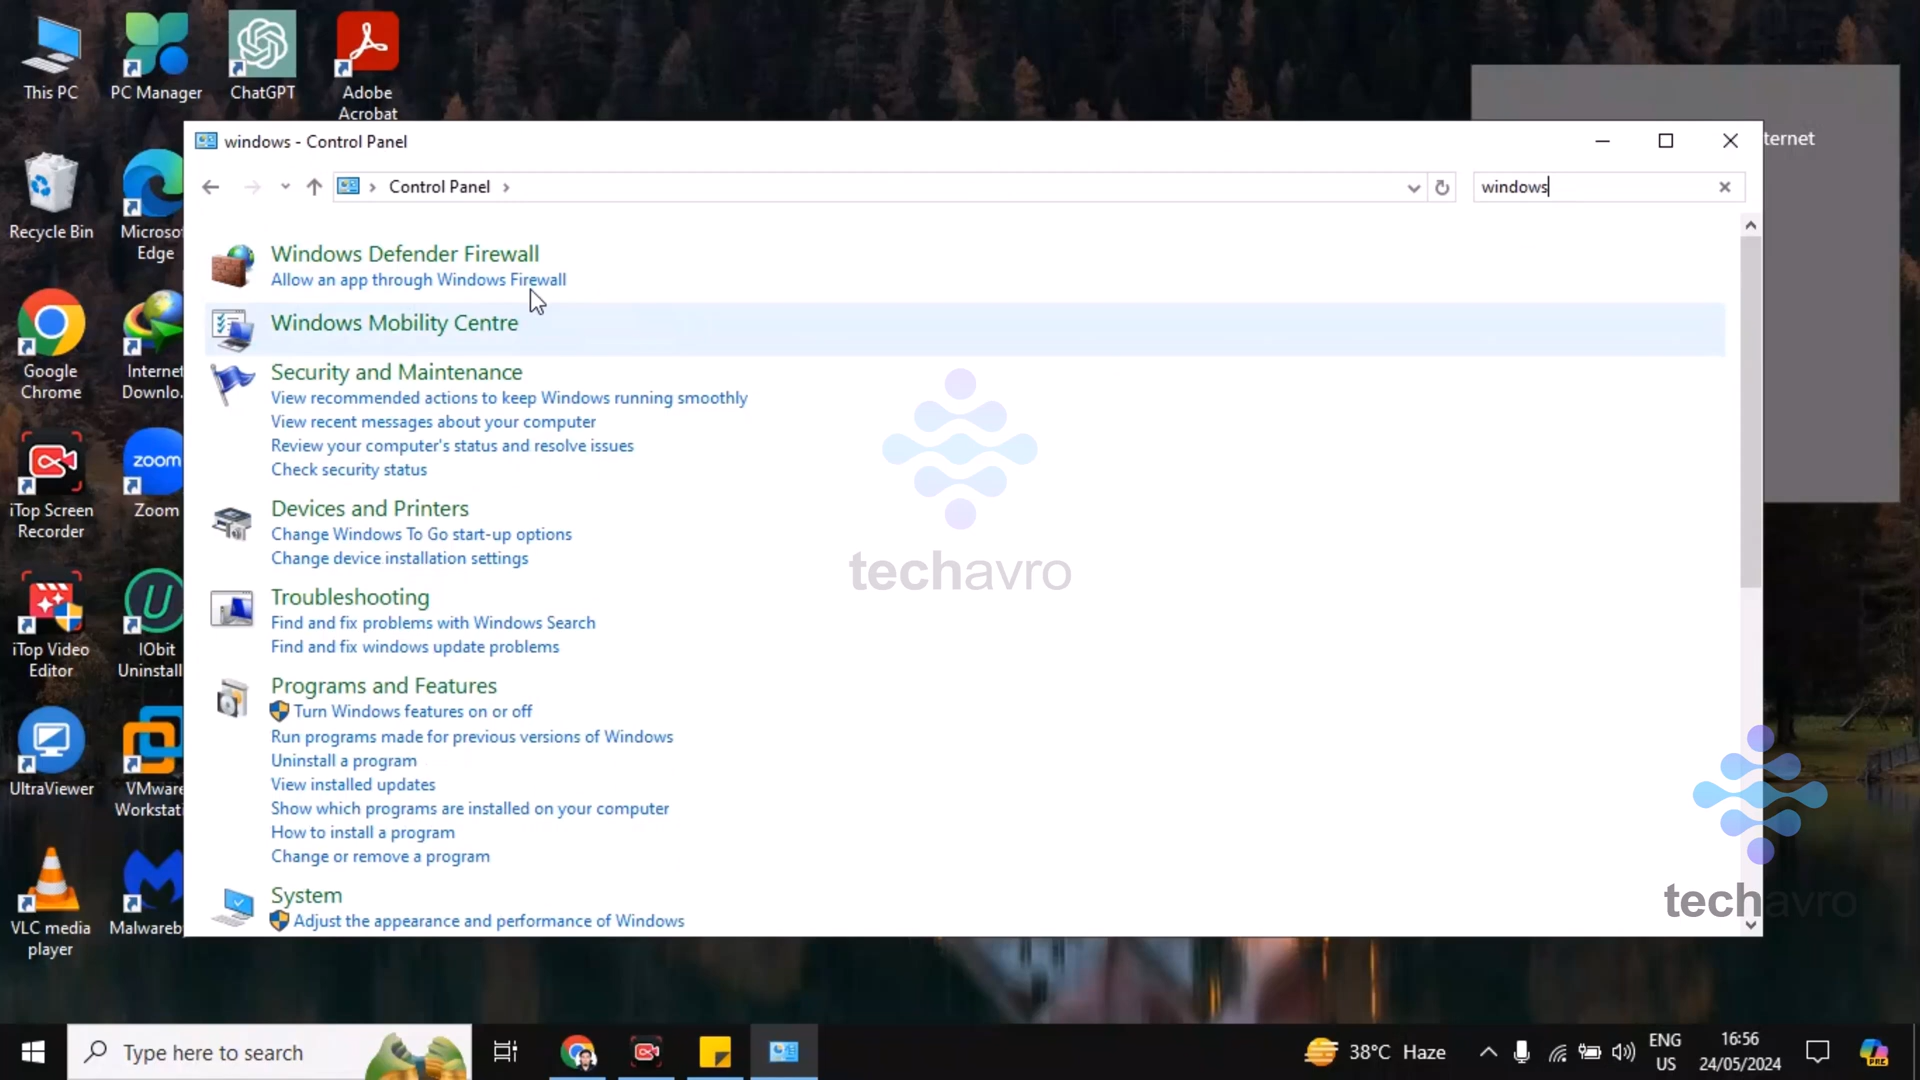 This PC
PC Manager
ChatGPT
Adobe
Acrobat
windows - Control Panel
ternet
Control Panel
windows
Recycle Bin
Microsof
Edge
Windows Defender Firewall
Allow an app through Windows Firewall
Windows Mobility Centre
Google
Chrome
Internet
Downlo...
Security and Maintenance
View recommended actions to keep Windows running smoothly
View recent messages about your computer
Review your computer's status and resolve issues
Check security status
iTop Screen
Recorder
zoom
Zoom
Devices and Printers
Change Windows To Go start-up options
Change device installation settings
techavro
Troubleshooting
Find and fix problems with Windows Search
Find and fix windows update problems
iTop Video
Editor
IObit
Uninstall
Programs and Features
Turn Windows features on or off
Run programs made for previous versions of Windows
Uninstall a program
View installed updates
Show which programs are installed on your computer
How to install a program
Change or remove a program
UltraViewer
VMware
Workstati
System
Adjust the appearance and performance of Windows
techavro
VLC media
player
Malwareb
Type here to search
38°C Haze
ENG
US
16:56
24/05/2024
PRE